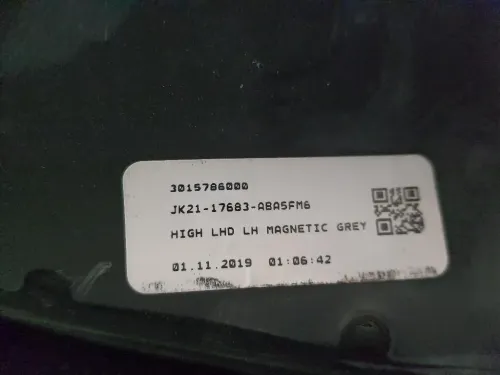 3015786000
JK21-17683-ABA5FM6
HIGH LHD LH MAGNETIC GREY
01.11.2019 01:06:42